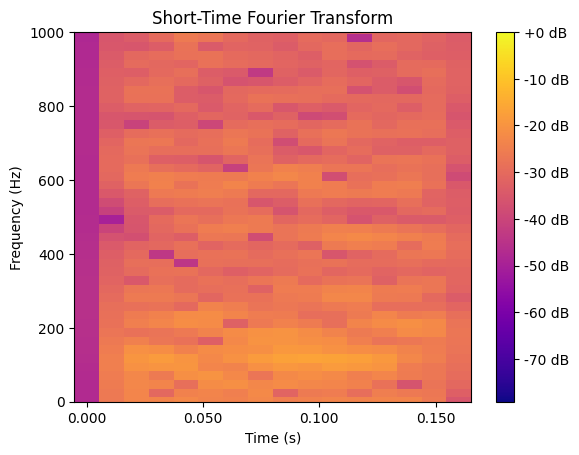 Short-Time Fourier Transform
1000
800
600
400
200
0
Frequency (Hz)
0.000
0.050
0.100
0.150
Time (s)
+0 dB
-10 dB
-20 dB
-30 dB
-40 dB
-50 dB
-60 dB
-70 dB